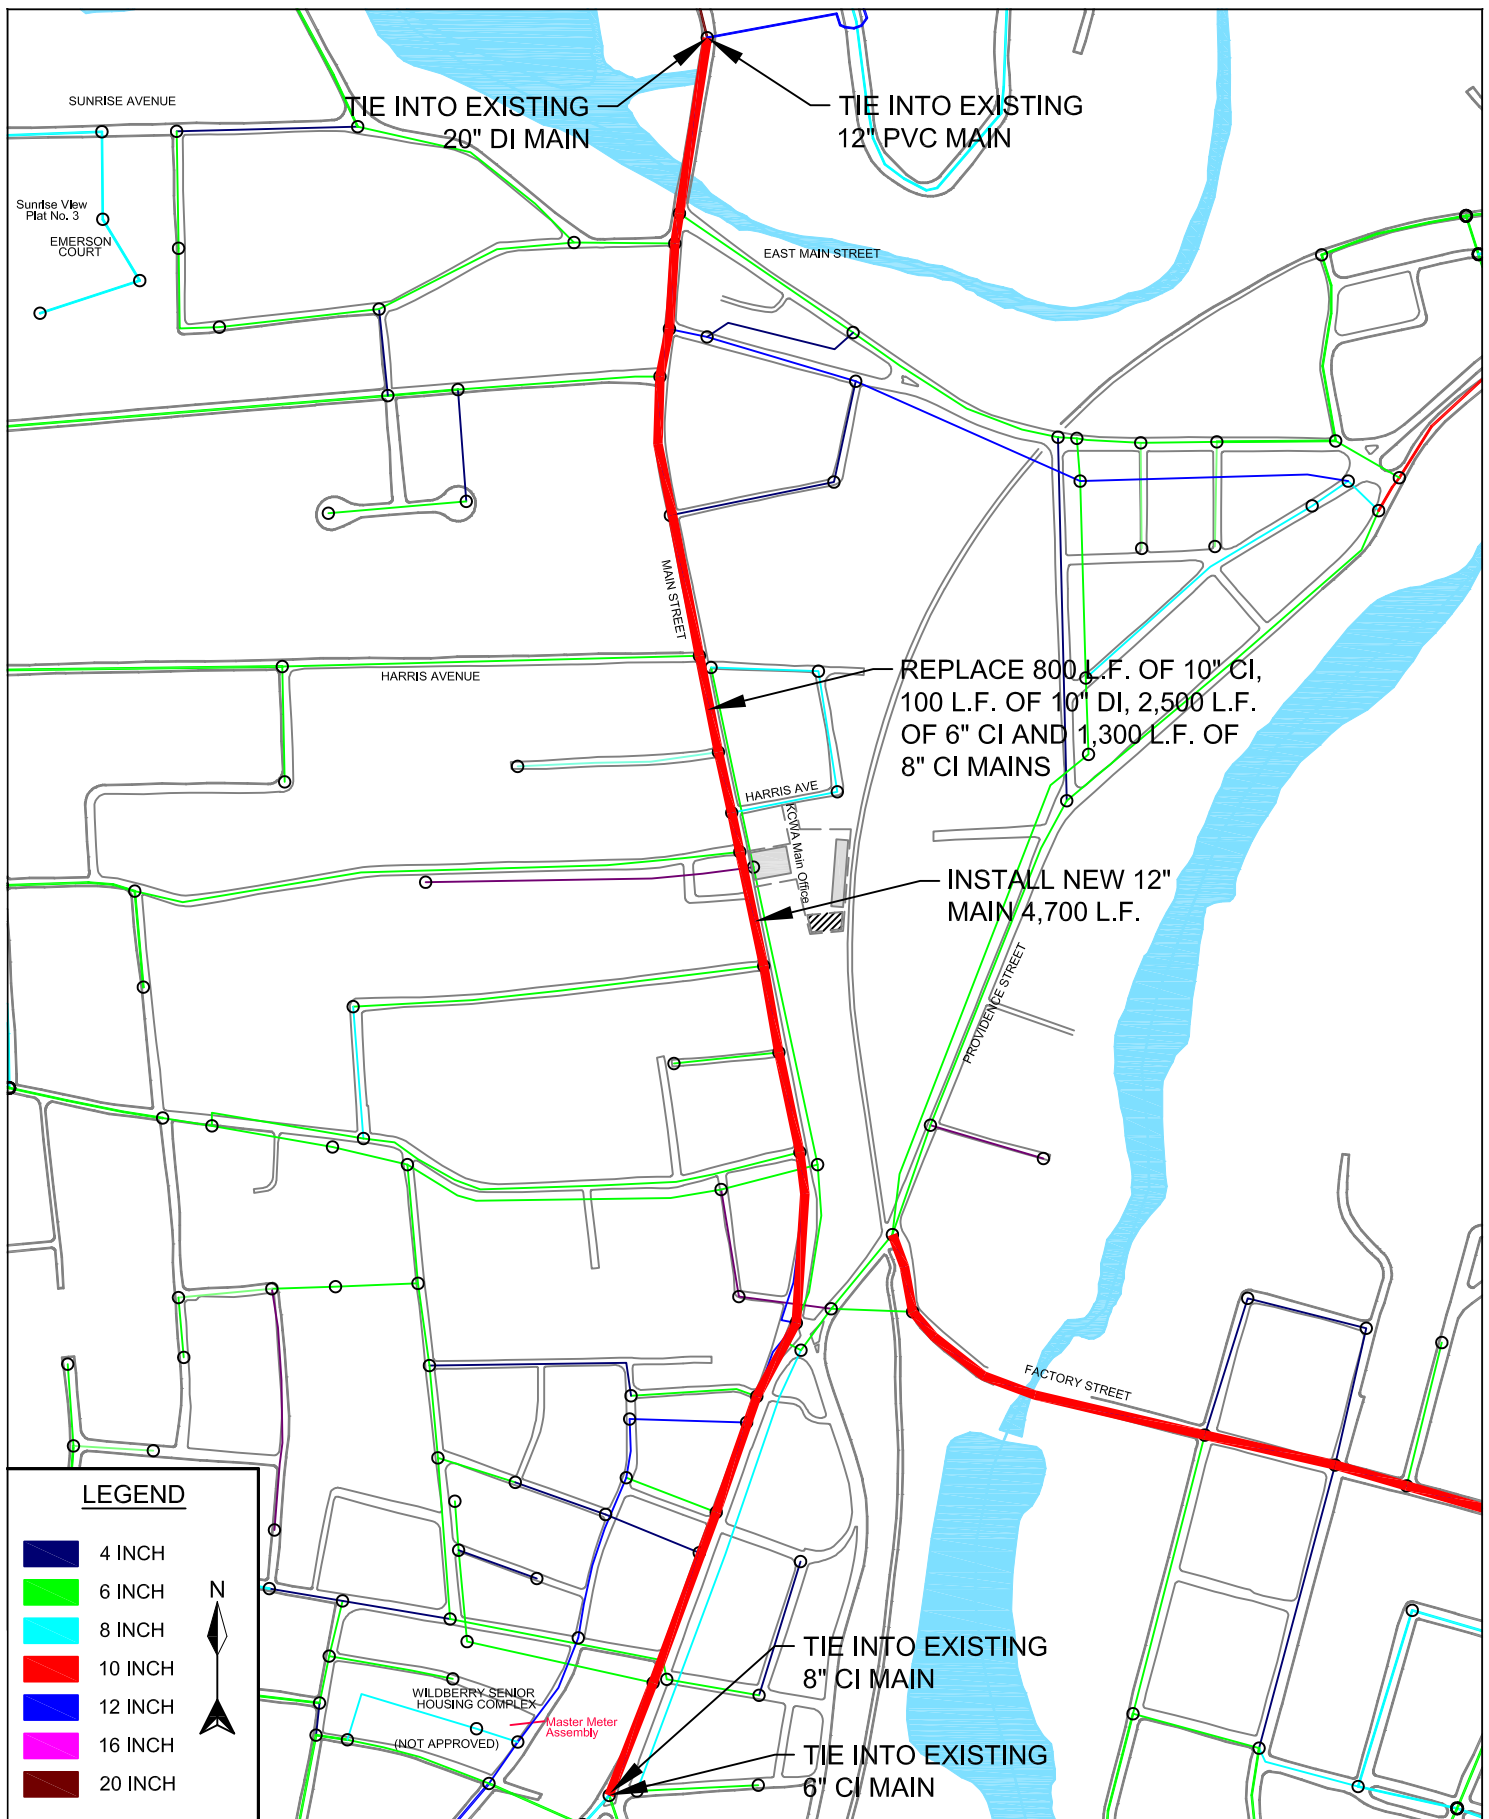 SUNRISE AVENUE
TIE INTO EXISTING
20" DI MAIN
TIE INTO EXISTING
12" PVC MAIN
Sunrise View
Plat No. 3
EMERSON
COURT
EAST MAIN STREET
MAIN STREET
HARRIS AVENUE
REPLACE 800 L.F. OF 10" CI,
100 L.F. OF 10" DI, 2,500 L.F.
OF 6" CI AND 1,300 L.F. OF
8" CI MAINS
HARRIS AVE
KCWA Main Office
INSTALL NEW 12"
MAIN 4,700 L.F.
PROVIDENCE STREET
FACTORY STREET
LEGEND
4 INCH
6 INCH
8 INCH
10 INCH
12 INCH
16 INCH
20 INCH
N
TIE INTO EXISTING
8" CI MAIN
WILDBERRY SENIOR
HOUSING COMPLEX
(NOT APPROVED)
Master Meter
Assembly
TIE INTO EXISTING
6" CI MAIN